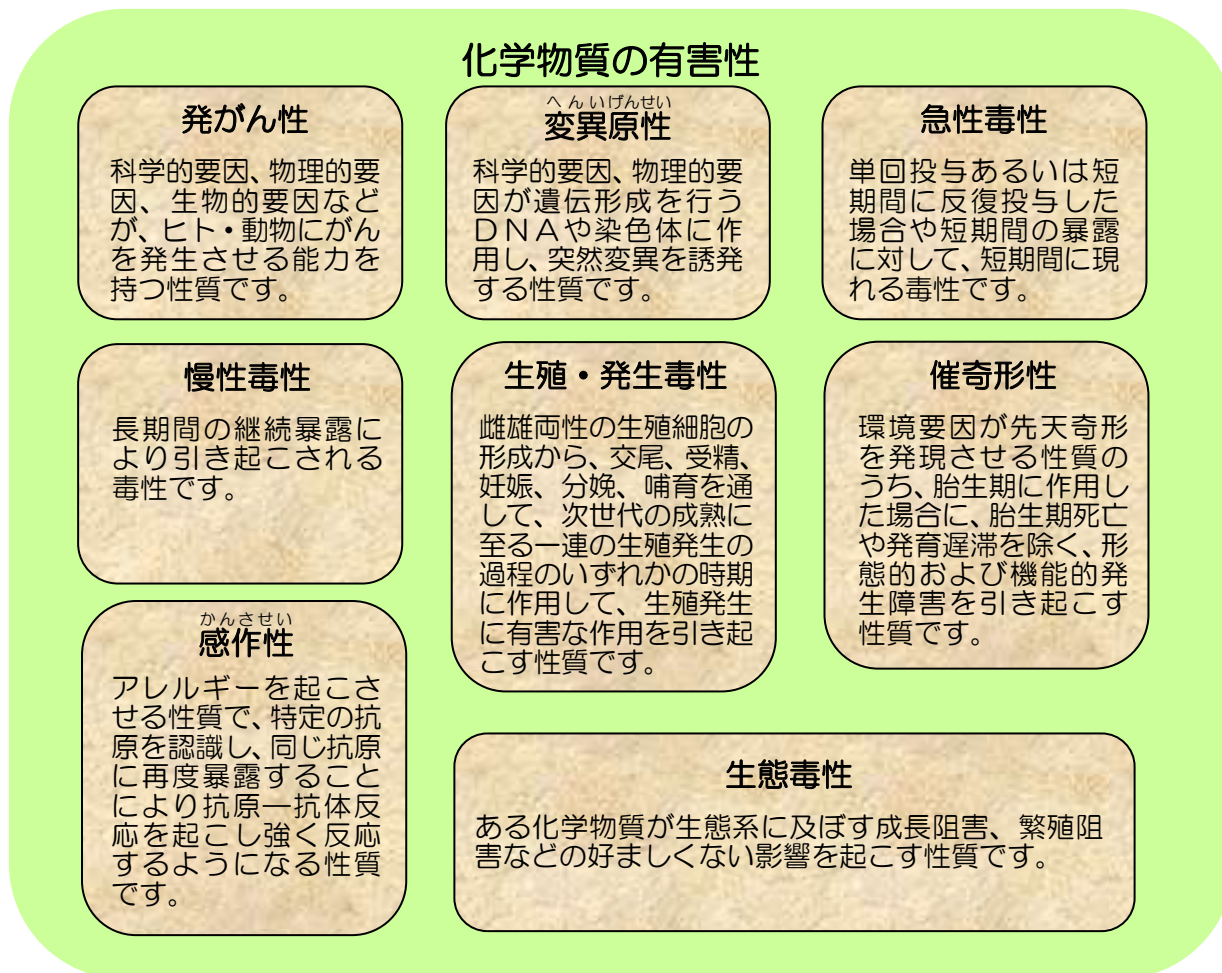 化学物質の有害性
発がん性
科学的要因、物理的要
因、生物的要因など
が、ヒト・動物にがん
を発生させる能力を
持つ性質です。
へんいげんせい
変異原性
科学的要因、物理的要
因が遺伝形成を行う
ＤＮＡや染色体に作
用し、突然変異を誘発
する性質です。
急性毒性
単回投与あるいは短
期間に反復投与した
場合や短期間の暴露
に対して、短期間に現
れる毒性です。
慢性毒性
長期間の継続暴露に
より引き起こされる
毒性です。
生殖・発生毒性
雌雄両性の生殖細胞の
形成から、交尾、受精、
妊娠、分娩、哺育を通
して、次世代の成熟に
至る一連の生殖発生の
過程のいずれかの時期
に作用して、生殖発生
に有害な作用を引き起
こす性質です。
催奇形性
環境要因が先天奇形
を発現させる性質の
うち、胎生期に作用し
た場合に、胎生期死亡
や発育遅滞を除く、形
態的および機能的発
生障害を引き起こす
性質です。
かんさせい
感作性
アレルギーを起こさ
せる性質で、特定の抗
原を認識し、同じ抗原
に再度暴露すること
により抗原―抗体反
応を起こし強く反応
するようになる性質
です。
生態毒性
ある化学物質が生態系に及ぼす成長阻害、繁殖阻
害などの好ましくない影響を起こす性質です。